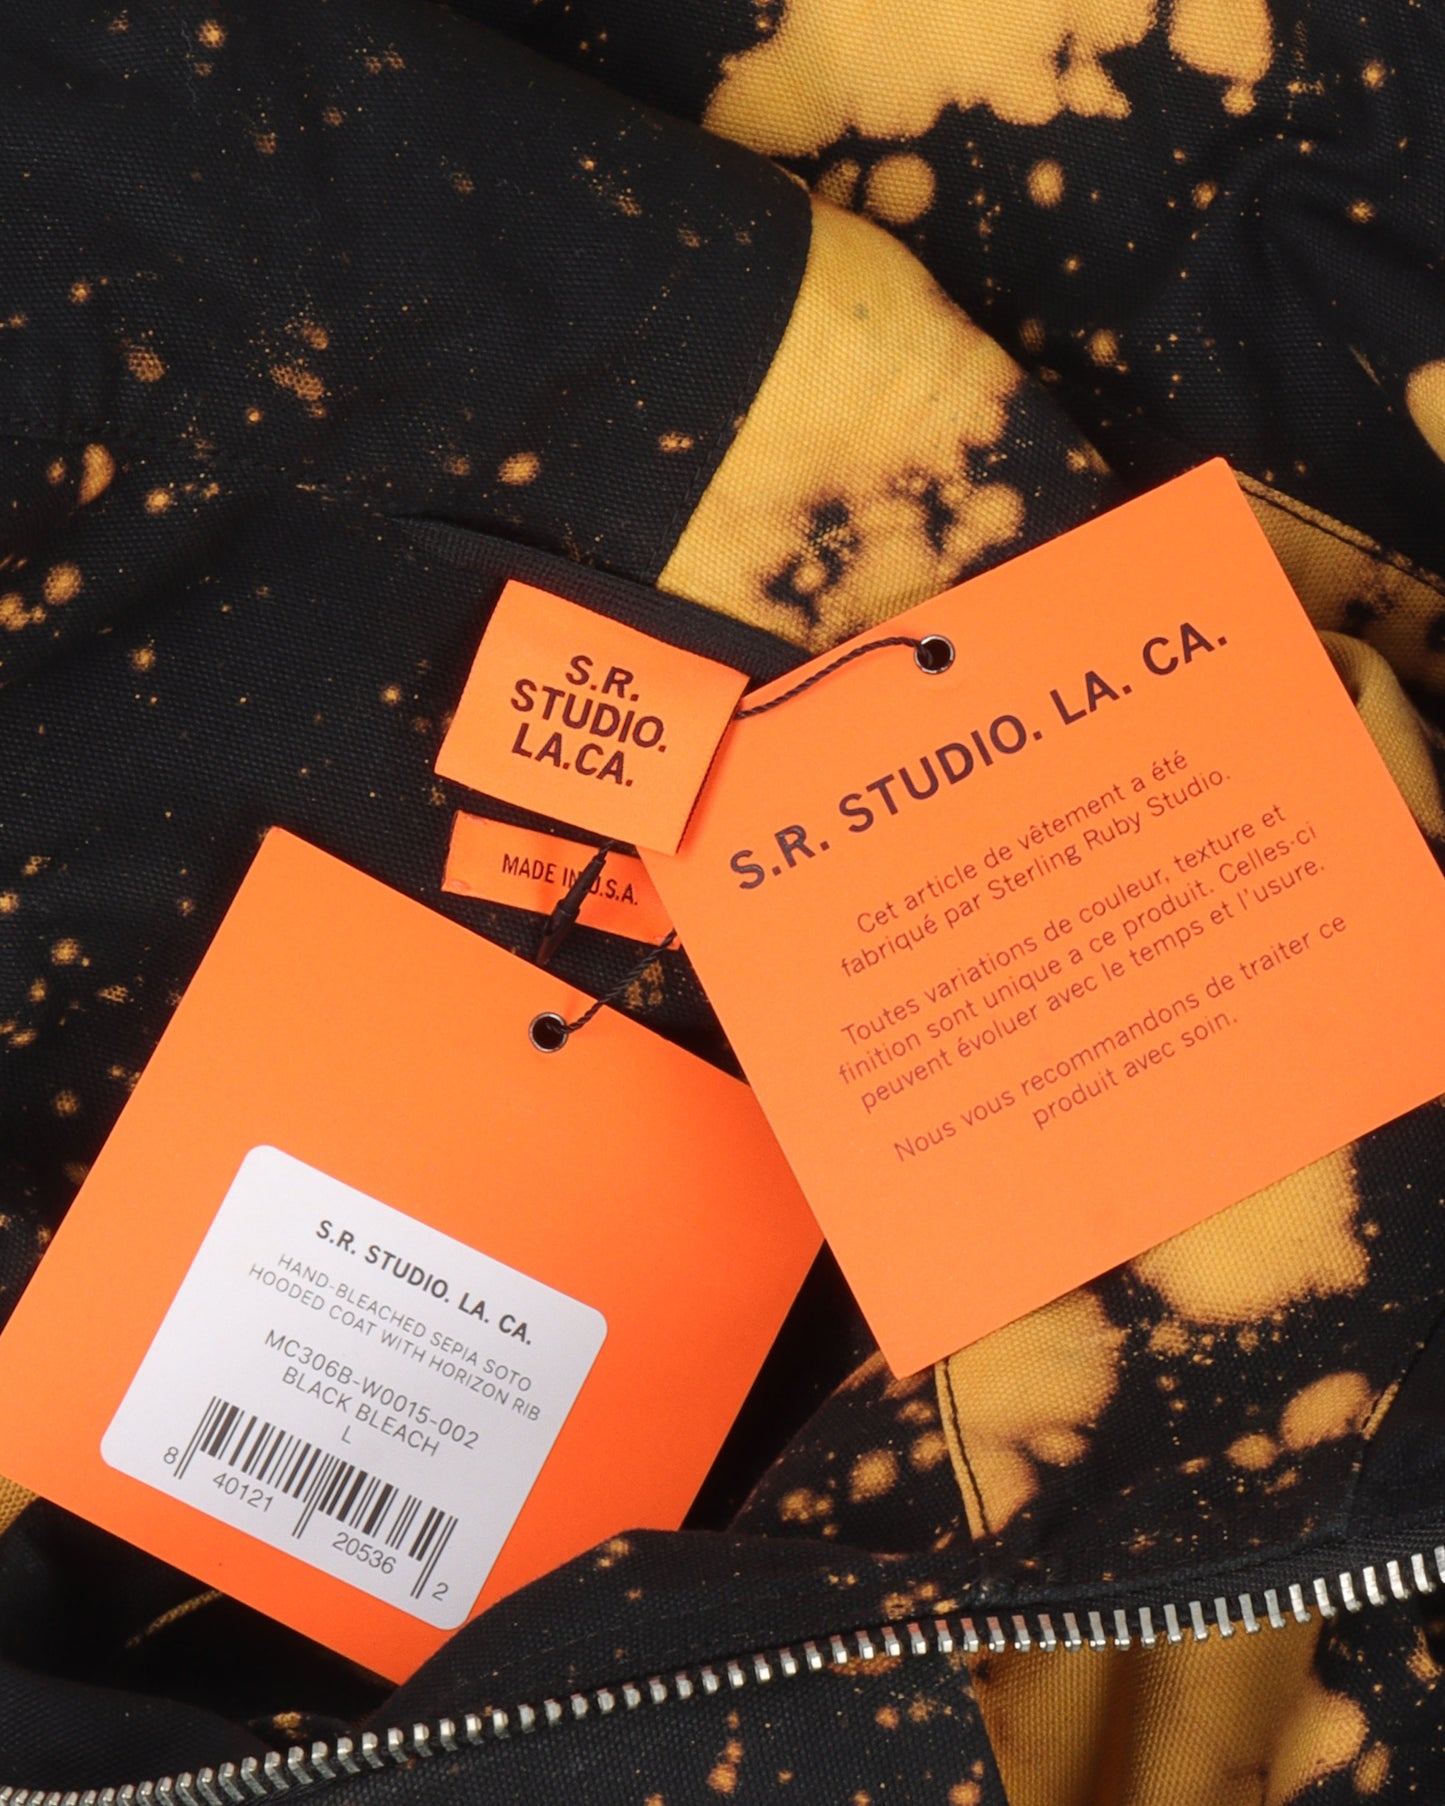 S.R.
STUDIO.
LA.CA.
MADE IN U.S.A.
S.R. STUDIO. LA. CA.
Cet article de vêtement a été
fabriqué par Sterling Ruby Studio.
Toutes variations de couleur, texture et
finition sont unique a ce produit. Celles-ci
peuvent évoluer avec le temps et l'usure.
Nous vous recommandons de traiter ce
produit avec soin.
S.R. STUDIO. LA. CA.
HAND-BLEACHED SEPIA SOTO
HOODED COAT WITH HORIZON RIB
MC306B-W0015-002
BLACK BLEACH
L
8 40121 20536 2